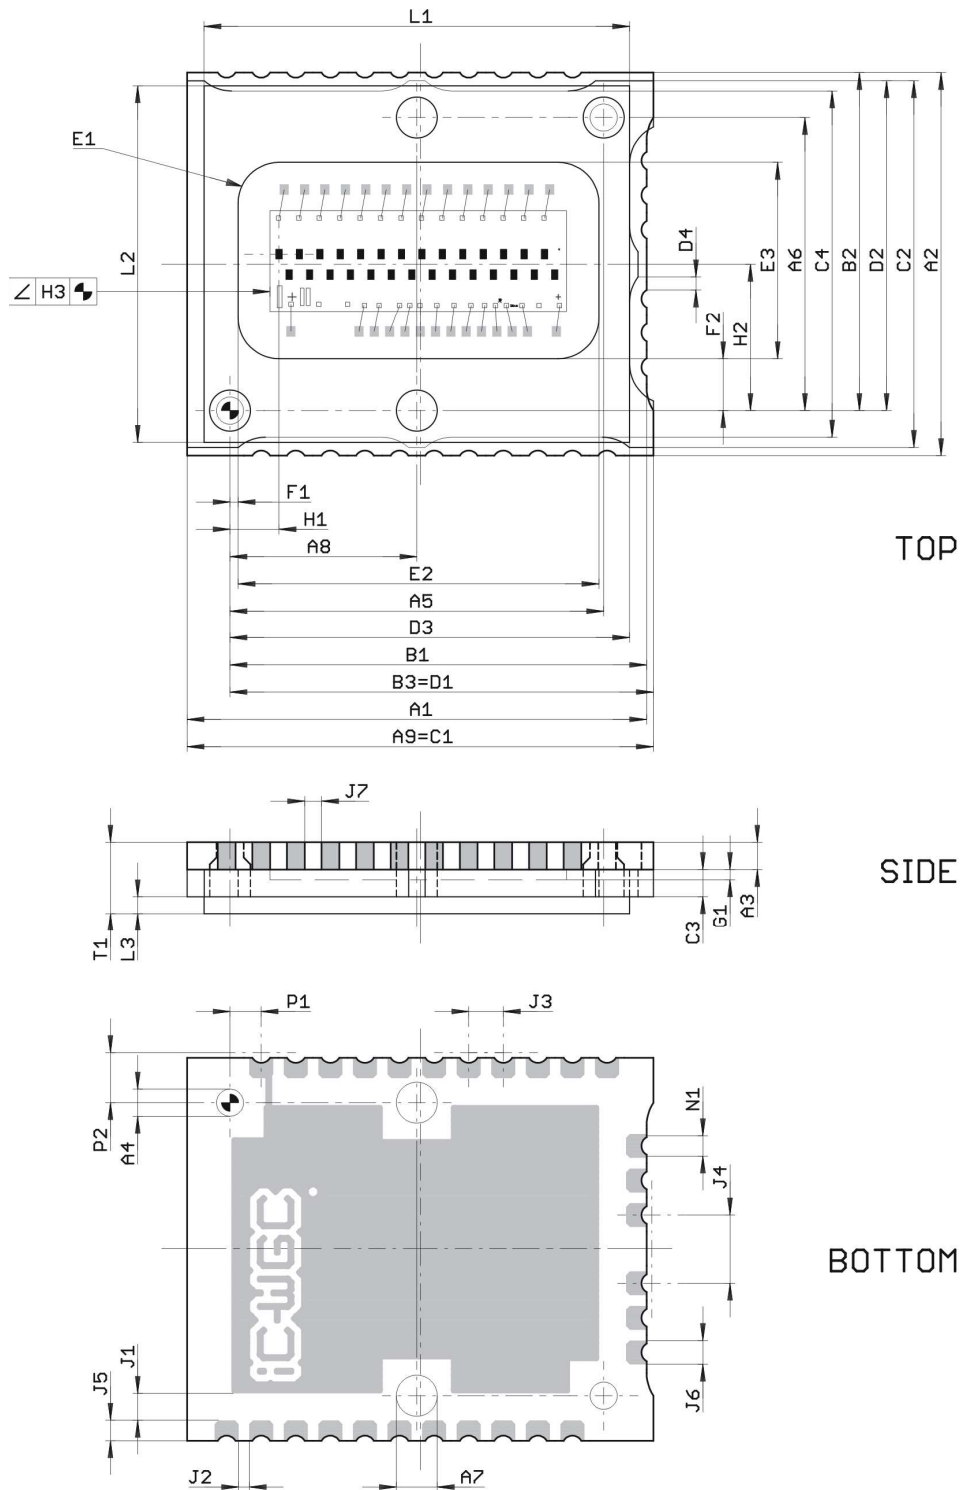 L1
E1
L2
∠ H3
D4
E3
A6
C4
B2
D2
C2
A2
F2
H2
F1
H1
A8
E2
A5
D3
B1
B3=D1
A1
A9=C1
TOP
J7
SIDE
T1
L3
C3
G1
A3
P1
J3
P2
A4
N1
J4
iC-WGC
BOTTOM
J1
J5
J6
J2
A7